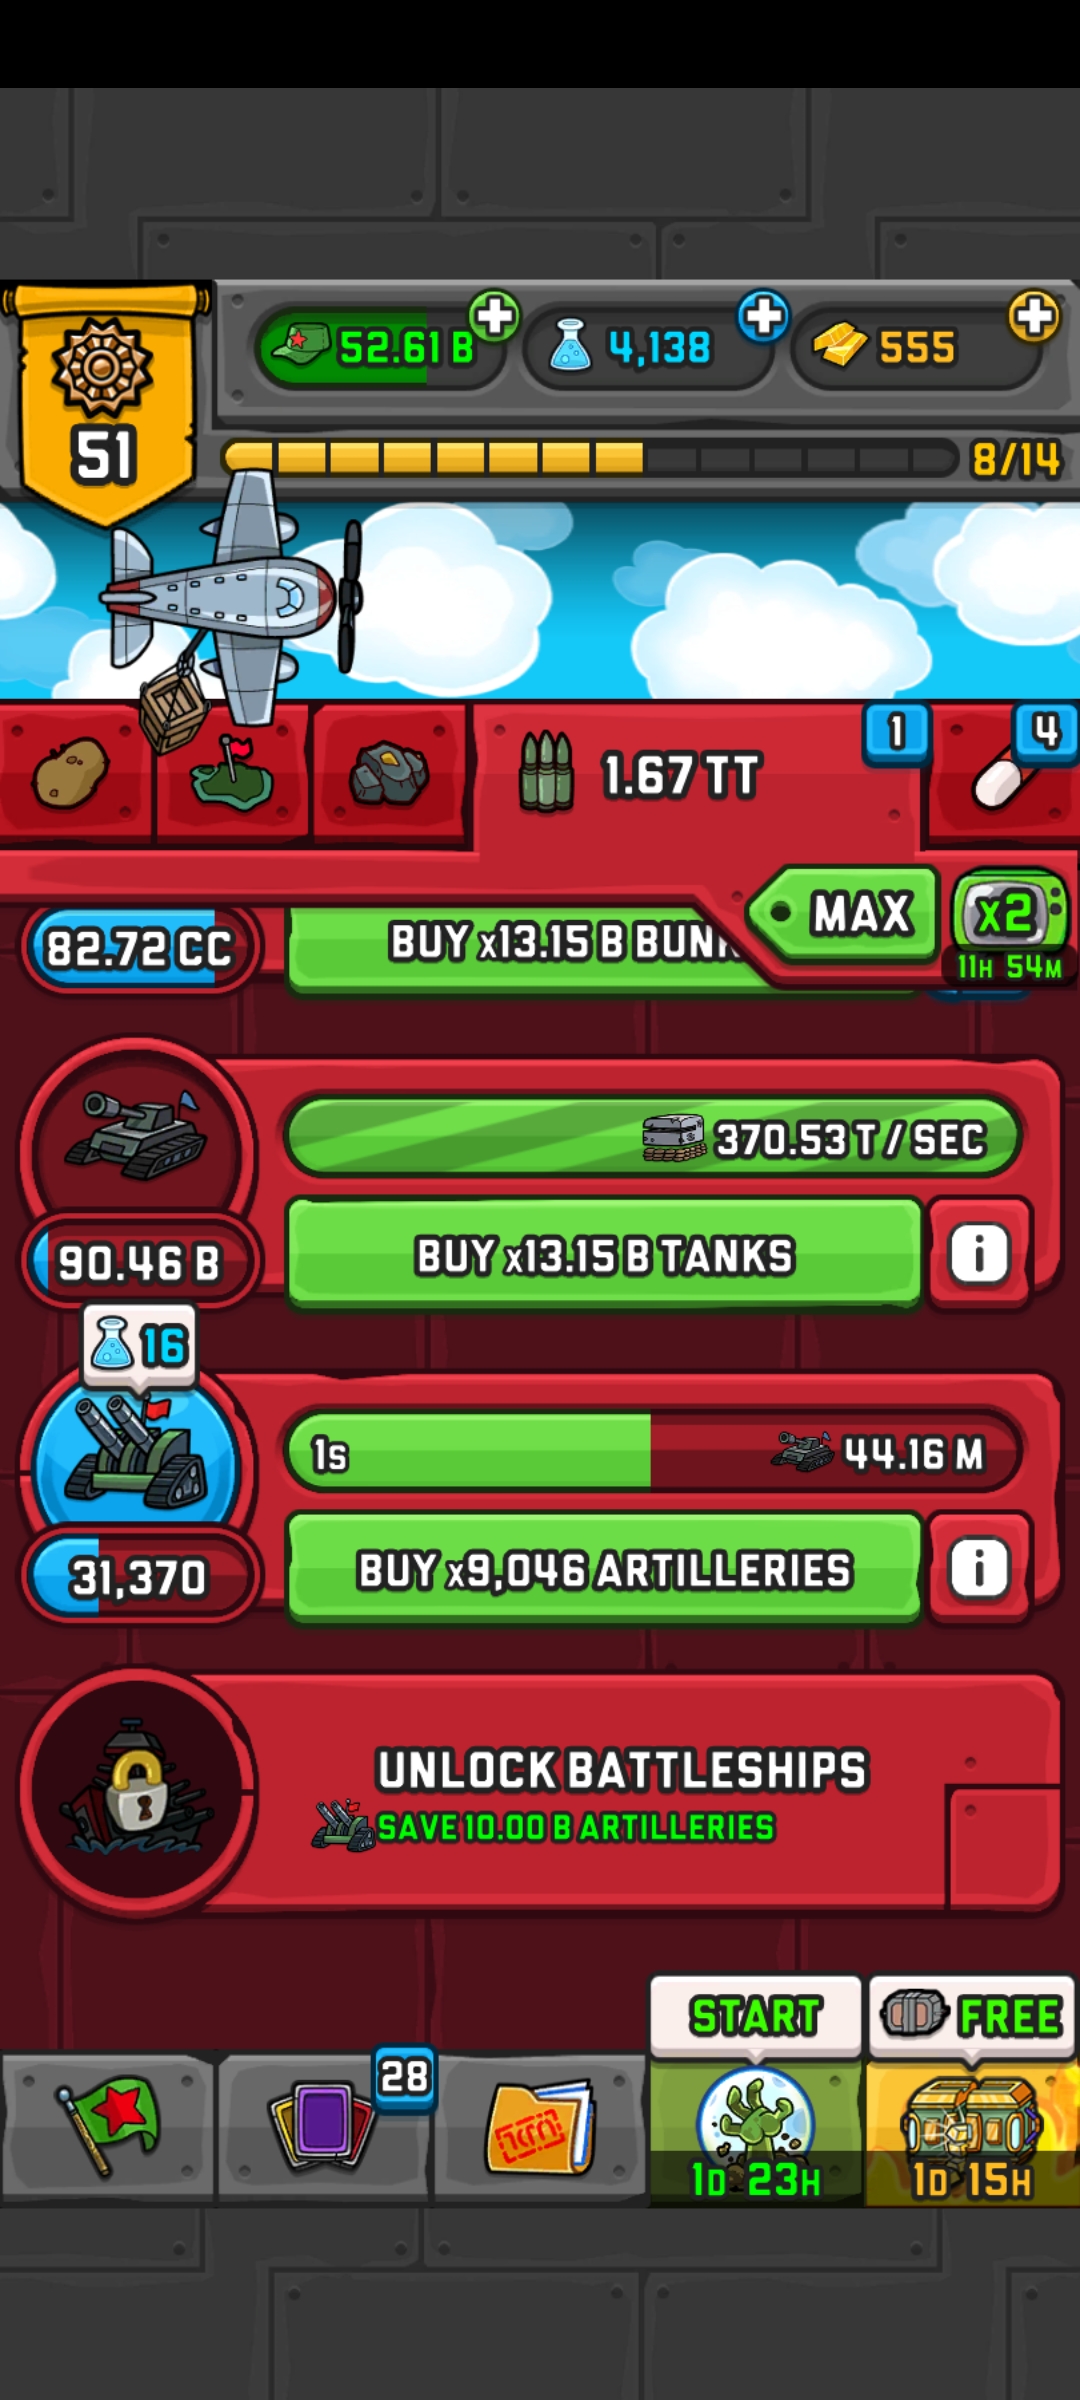 52.61 B
4,138
555
51
8/14
1.67 TT
1
4
MAX
x2
11H 54M
82.72 CC
BUY x13.15 B BUN
370.53 T / SEC
90.46 B
BUY x13.15 B TANKS
i
16
1s
44.16 M
31,370
BUY x9,046 ARTILLERIES
i
UNLOCK BATTLESHIPS
SAVE 10.00 B ARTILLERIES
START
FREE
28
1D 23H
1D 15H